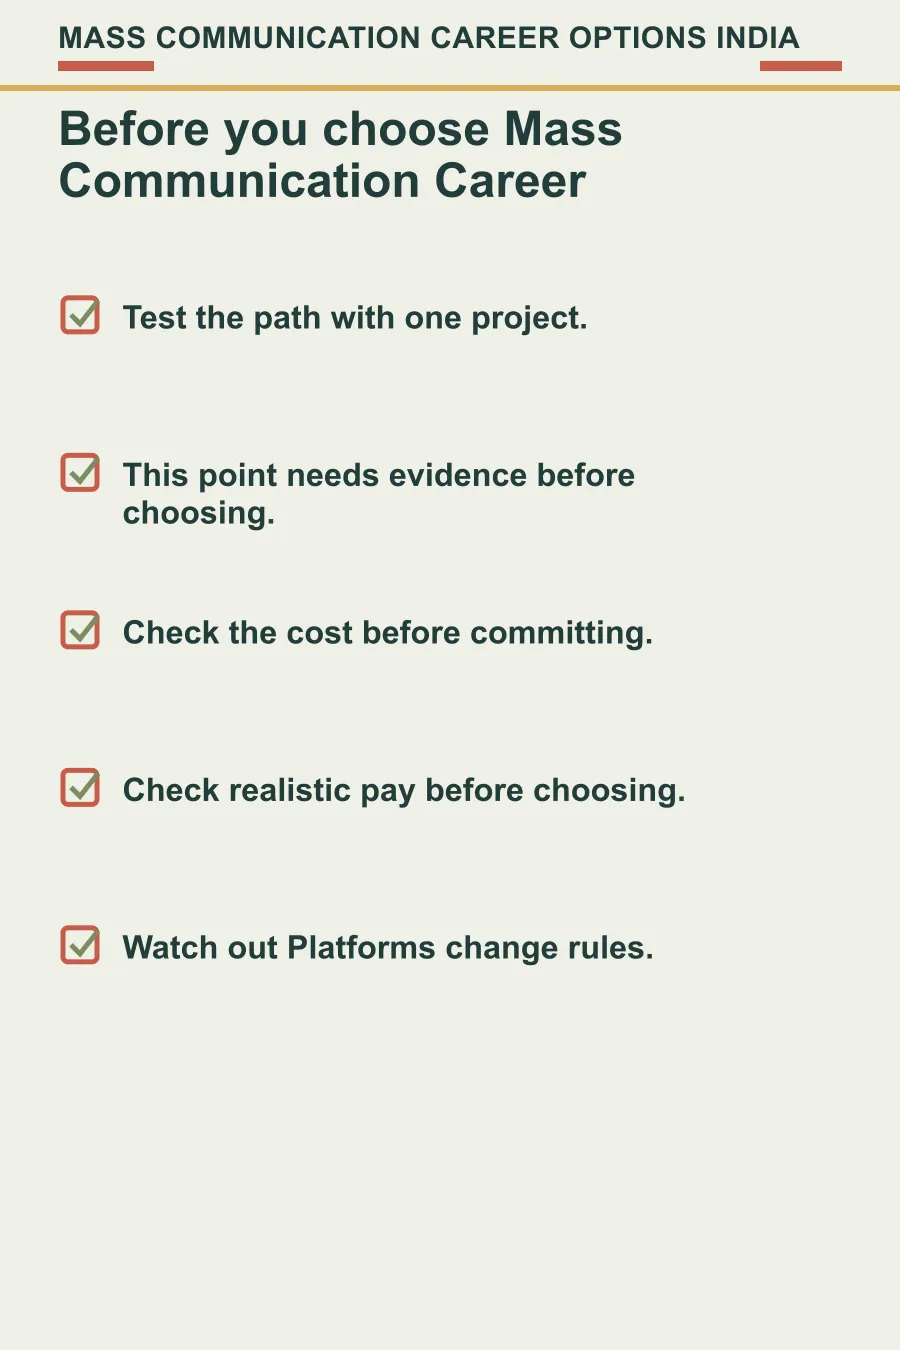 MASS COMMUNICATION CAREER OPTIONS INDIA
Before you choose Mass
Communication Career
Test the path with one project.
This point needs evidence before
choosing.
Check the cost before committing.
Check realistic pay before choosing.
Watch out Platforms change rules.